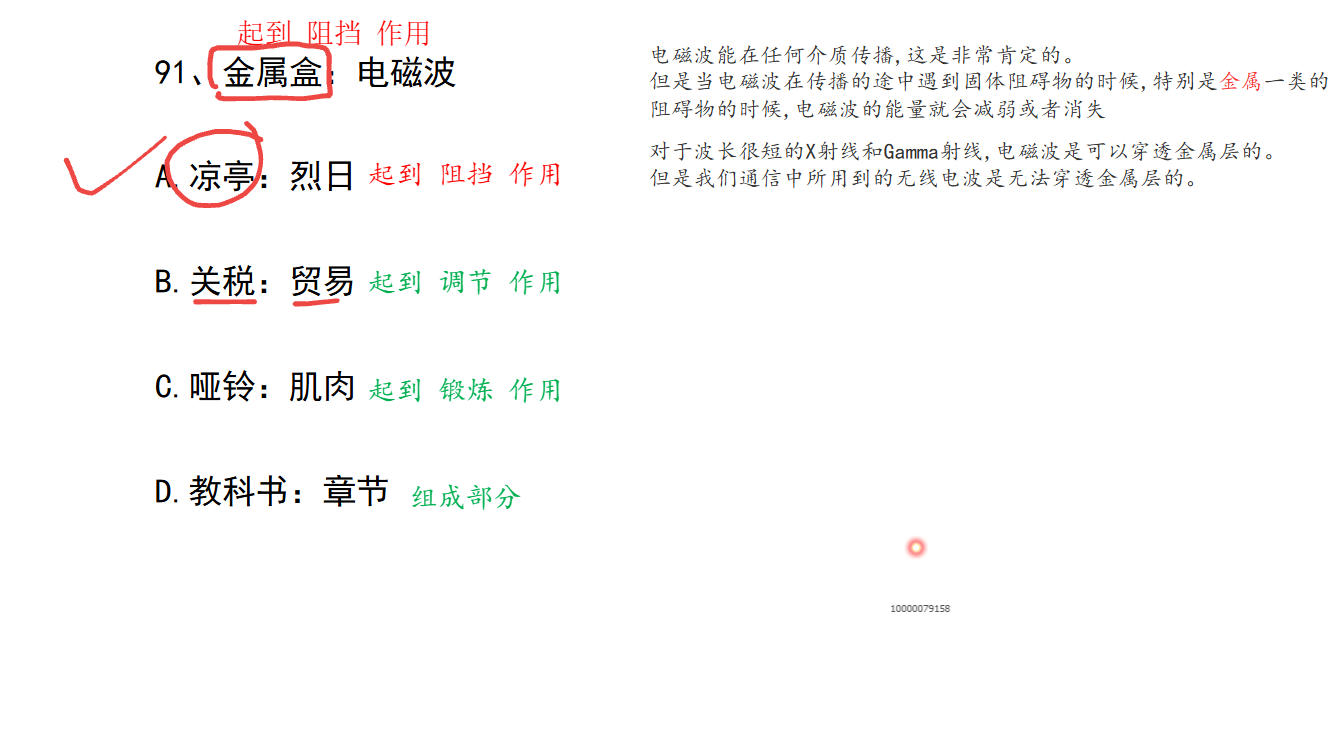 起到 阻挡 作用
91、金属盒：电磁波
A.凉亭：烈日 起到 阻挡 作用
B.关税：贸易 起到 调节 作用
C.哑铃：肌肉 起到 锻炼 作用
D.教科书：章节 组成部分
电磁波能在任何介质传播,这是非常肯定的。
但是当电磁波在传播的途中遇到固体阻碍物的时候,特别是金属一类的
阻碍物的时候,电磁波的能量就会减弱或者消失
对于波长很短的X射线和Gamma射线,电磁波是可以穿透金属层的。
但是我们通信中所用到的无线电波是无法穿透金属层的。
10000079158